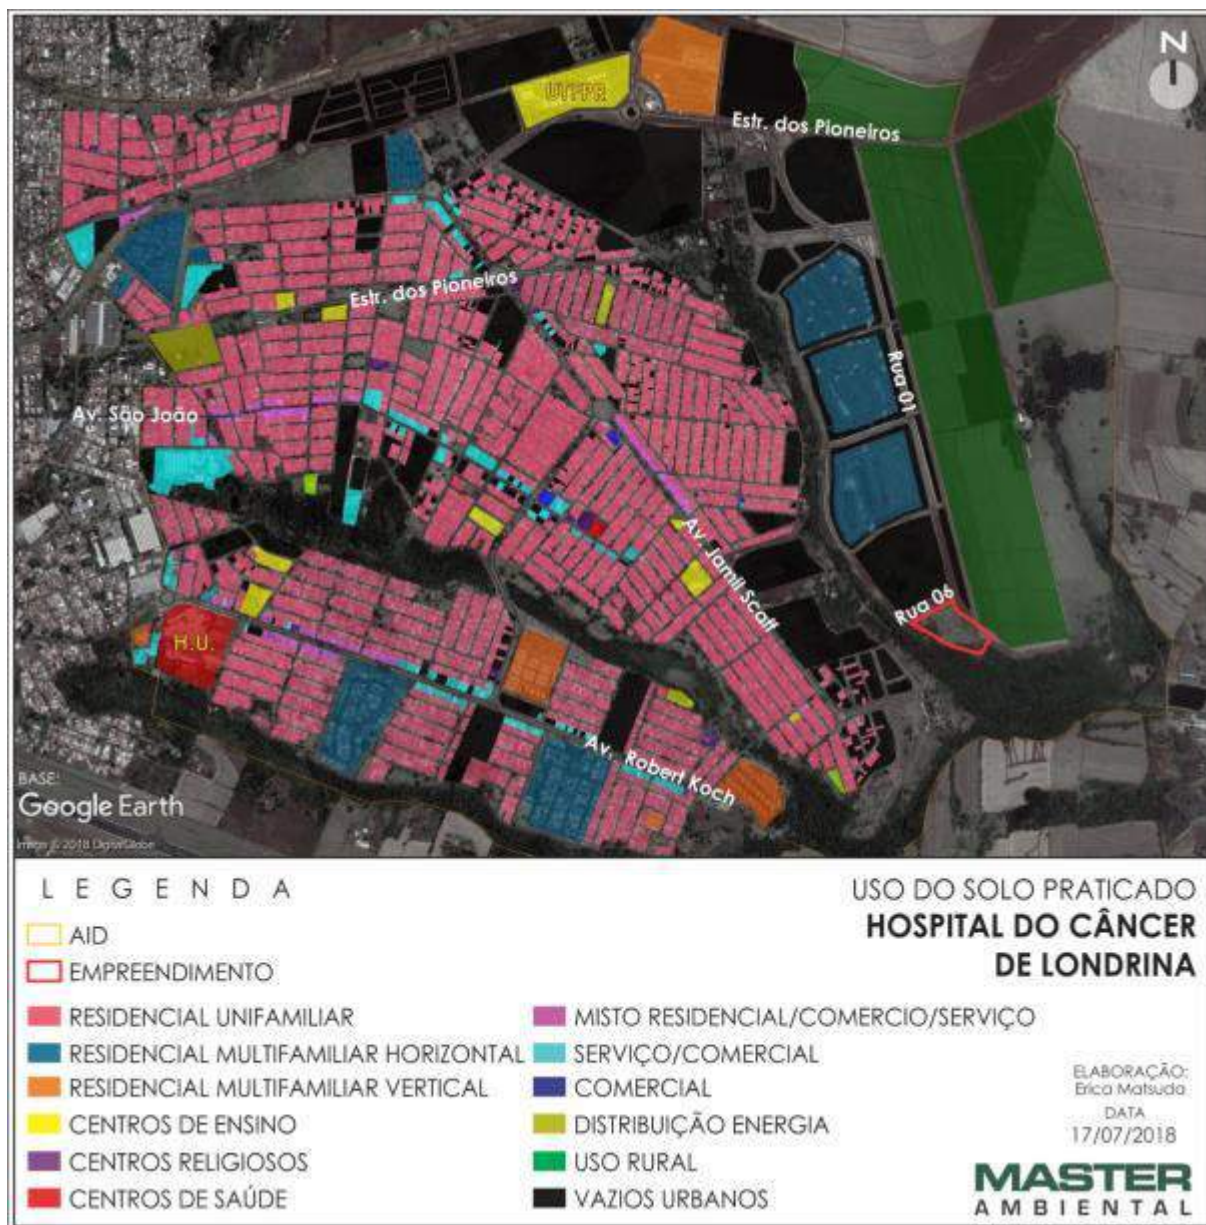 N
UTFPR
Estr. dos Pioneiros
Estr. dos Pioneiros
Rua 01
Av. São João
Av. Jamil Scaff
Rua 06
H.U.
Av. Robert Koch
BASE:
Google Earth
Image © 2018 DigitalGlobe
LEGENDA
AID
EMPREENDIMENTO
RESIDENCIAL UNIFAMILIAR
RESIDENCIAL MULTIFAMILIAR HORIZONTAL
RESIDENCIAL MULTIFAMILIAR VERTICAL
CENTROS DE ENSINO
CENTROS RELIGIOSOS
CENTROS DE SAÚDE
MISTO RESIDENCIAL/COMERCIO/SERVIÇO
SERVIÇO/COMERCIAL
COMERCIAL
DISTRIBUIÇÃO ENERGIA
USO RURAL
VAZIOS URBANOS
USO DO SOLO PRATICADO
HOSPITAL DO CÂNCER
DE LONDRINA
ELABORAÇÃO:
Erica Matsuda
DATA
17/07/2018
MASTER
AMBIENTAL